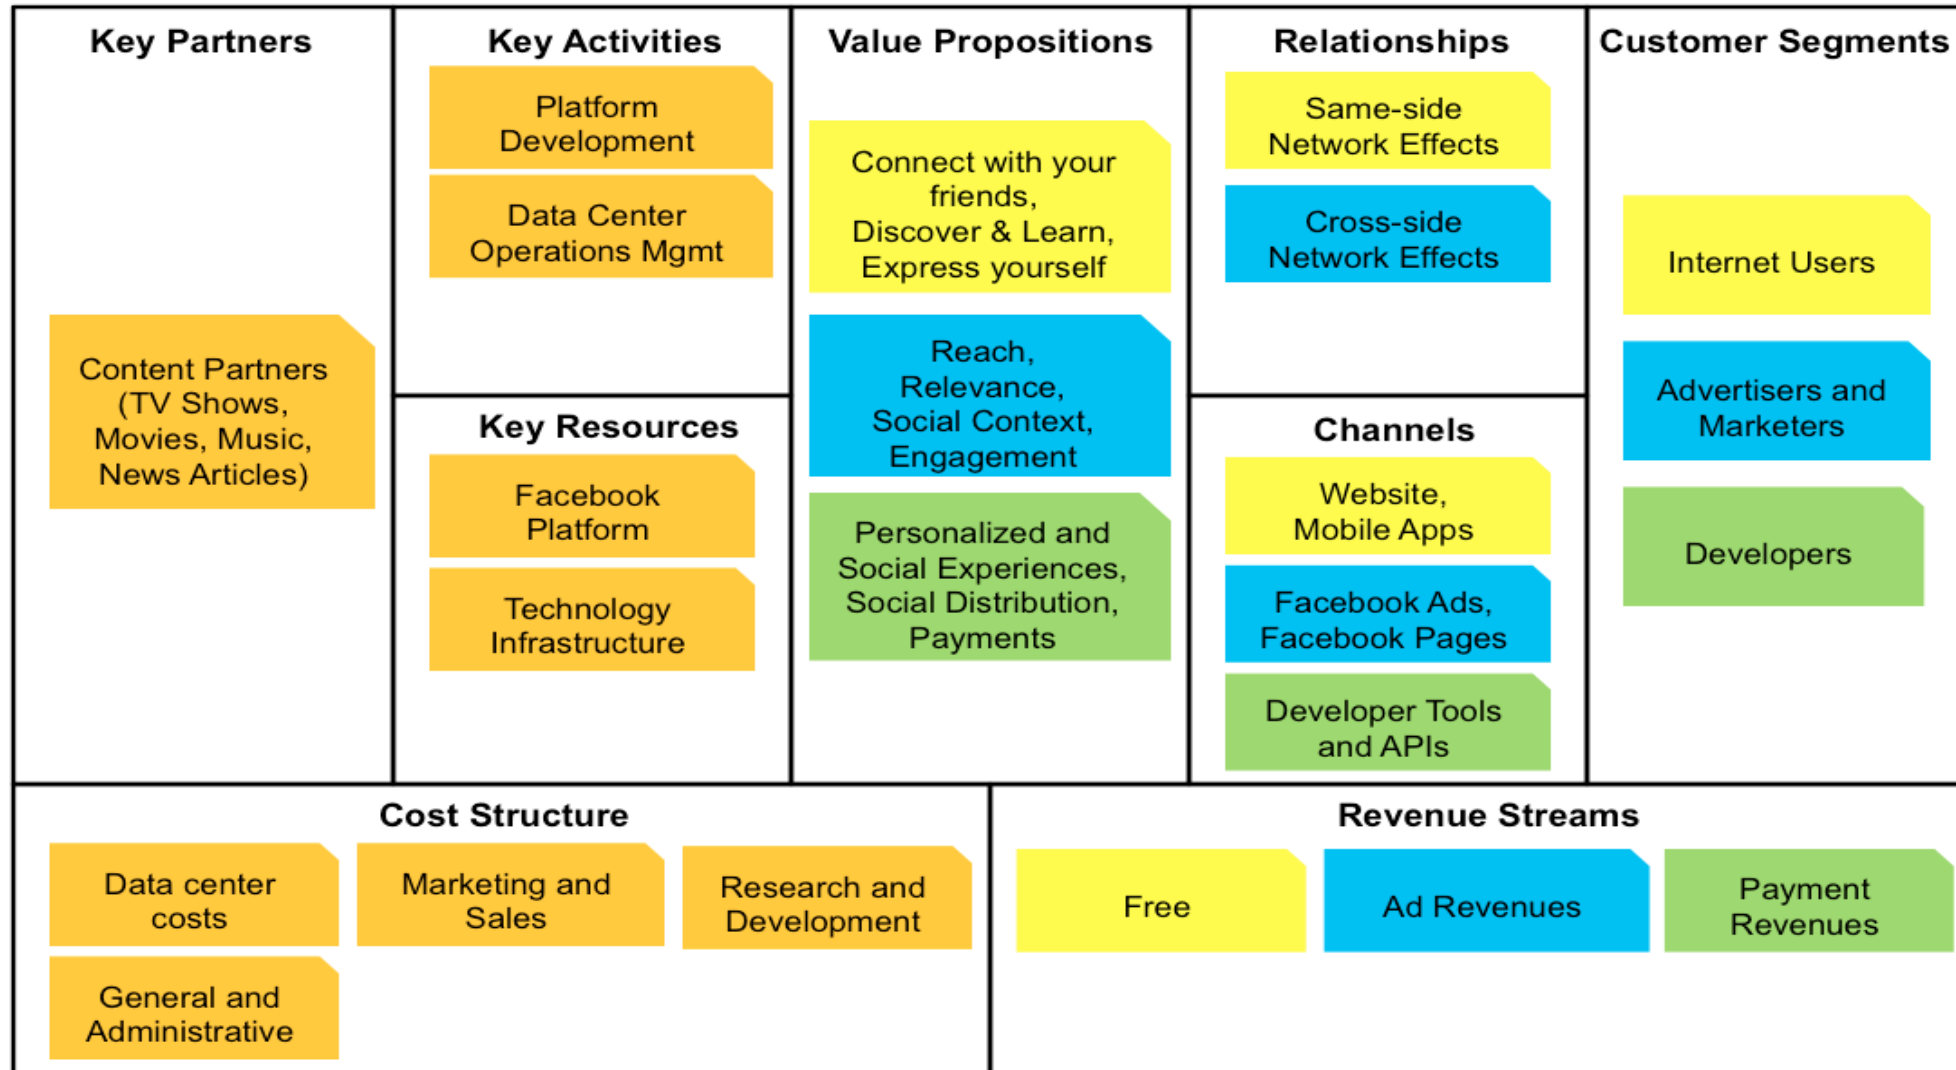 Key Partners
Content Partners
(TV Shows,
Movies, Music,
News Articles)
Key Activities
Platform
Development
Data Center
Operations Mgmt
Key Resources
Facebook
Platform
Technology
Infrastructure
Value Propositions
Connect with your
friends,
Discover & Learn,
Express yourself
Reach,
Relevance,
Social Context,
Engagement
Personalized and
Social Experiences,
Social Distribution,
Payments
Relationships
Same-side
Network Effects
Cross-side
Network Effects
Channels
Website,
Mobile Apps
Facebook Ads,
Facebook Pages
Developer Tools
and APIs
Customer Segments
Internet Users
Advertisers and
Marketers
Developers
Cost Structure
Data center
costs
Marketing and
Sales
Research and
Development
General and
Administrative
Revenue Streams
Free
Ad Revenues
Payment
Revenues